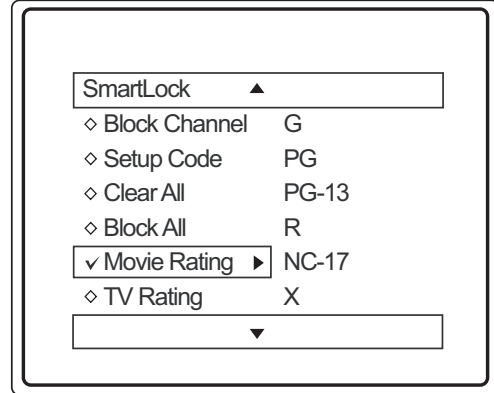 SmartLock
Block Channel G
Setup Code PG
Clear All PG-13
Block All R
Movie Rating NC-17
TV Rating X